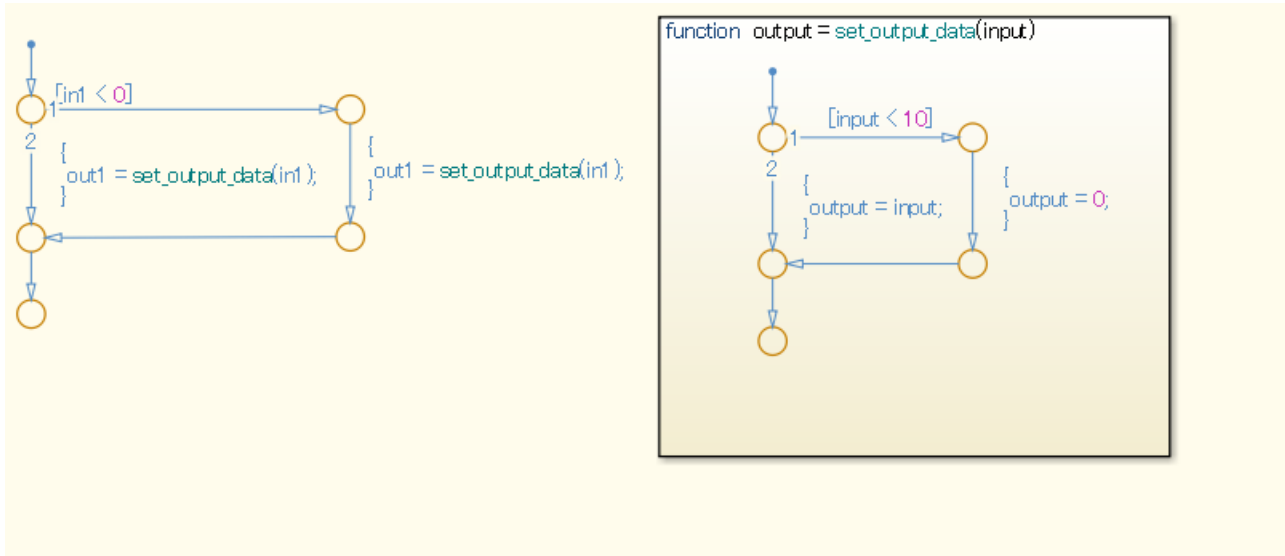 [in1 < 0]
1
2
{
out1 = set_output_data(in1);
}
{
out1 = set_output_data(in1);
}
function output = set_output_data(input)
[input < 10]
1
2
{
output = input;
}
{
output = 0;
}